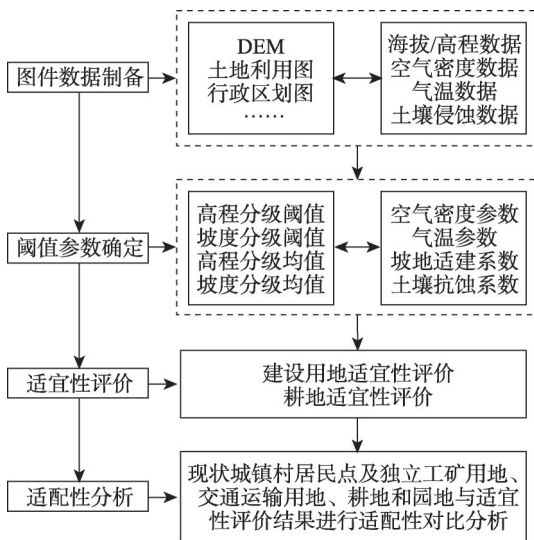 图件数据制备
DEM
土地利用图
行政区划图
……
海拔/高程数据
空气密度数据
气温数据
土壤侵蚀数据
阈值参数确定
高程分级阈值
坡度分级阈值
高程分级均值
坡度分级均值
空气密度参数
气温参数
坡地适建系数
土壤抗蚀系数
适宜性评价
建设用地适宜性评价
耕地适宜性评价
适配性分析
现状城镇村居民点及独立工矿用地、
交通运输用地、耕地和园地与适宜
性评价结果进行适配性对比分析